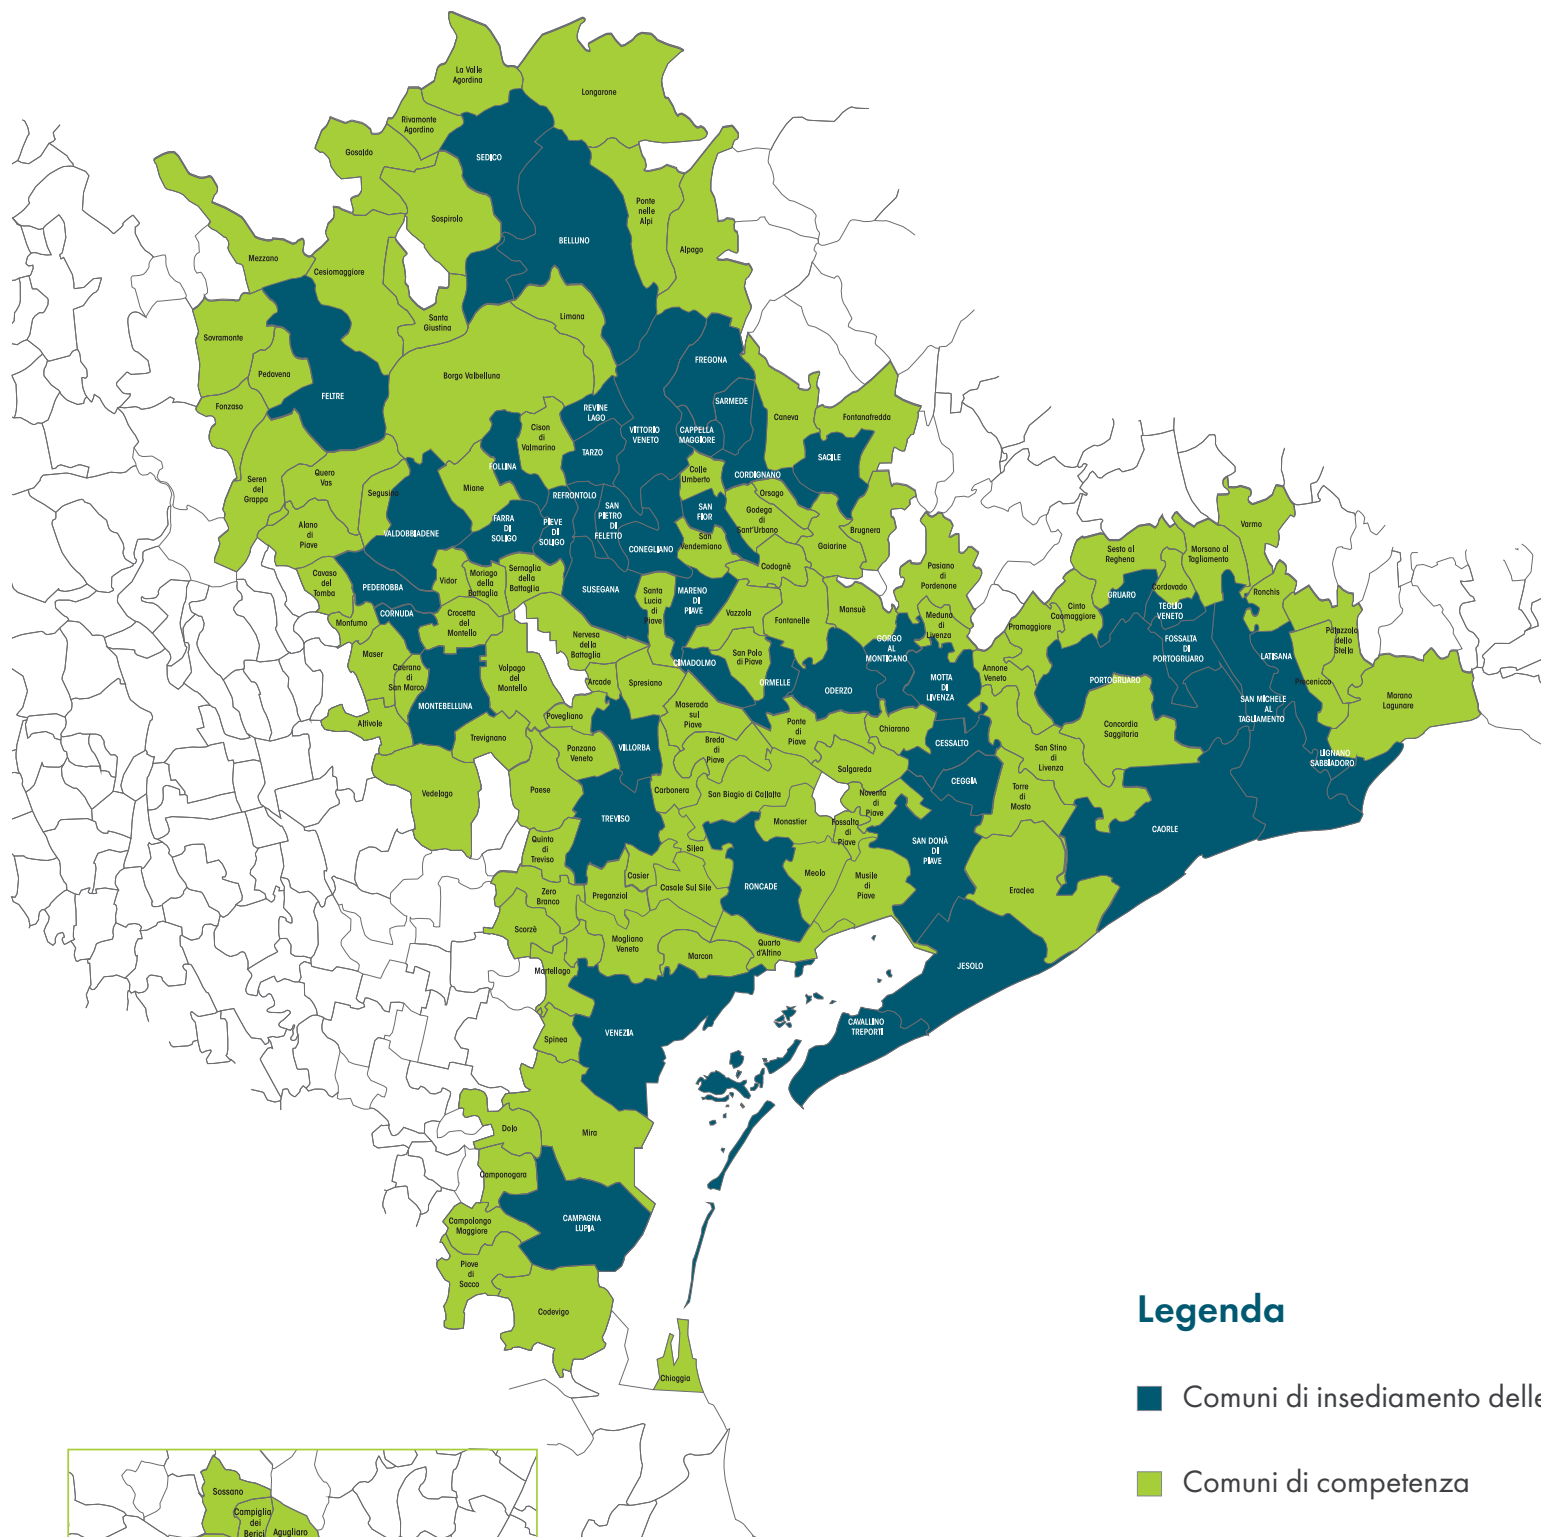 La Valle
Agordina
Longarone
Rivamonte
Agordino
Gosaldo
SEDICO
Sospirolo
Ponte
nelle
Alpi
BELLUNO
Alpago
Mezzano
Cesiomaggiore
Santa
Giustina
Limana
Sovramonte
Pedavena
FREGONA
Borgo Valbelluna
FELTRE
Fonzaso
SARMEDE
REVINE
LAGO
Caneva
Fontanafredda
Cison
di
Valmarino
VITTORIO
VENETO
CAPPELLA
MAGGIORE
TARZO
SACILE
FOLLINA
Colle
Umberto
CORDIGNANO
Quero
Vas
Seren
del
Grappa
Segusino
Miane
REFRONTOLO
Orsago
SAN
PIETRO
DI
FELETTO
SAN
FIOR
Godega
di
Sant'Urbano
Alano
di
Piave
VALDOBBIADENE
FARRA
DI
SOLIGO
PIEVE
DI
SOLIGO
CONEGLIANO
San
Vendemiano
Gaiarine
Brugnera
Varmo
Sesto al
Reghena
Morsano al
Tagliamento
Cavaso
del
Tomba
PEDEROBBA
Vidor
Moriago
della
Battaglia
Sernaglia
della
Battaglia
SUSEGANA
Santa
Lucia
di
Piave
MARENO
DI
PIAVE
Codognè
Pasiano
di
Pordenone
Cordovado
GRUARO
Ronchis
CORNUDA
Monfumo
Crocetta
del
Montello
Vazzola
Fontanelle
Mansuè
Meduna
di
Livenza
Pramaggiore
Cinto
Caomaggiore
TEGLIO
VENETO
Nervesa
della
Battaglia
Palazzolo
dello
Stella
Maser
Caerano
di
San Marco
Volpago
del
Montello
CIMADOLMO
San Polo
di Piave
GORGO
AL
MONTICANO
FOSSALTA
DI
PORTOGRUARO
LATISANA
Arcade
Spresiano
ORMELLE
ODERZO
MOTTA
DI
LIVENZA
Annone
Veneto
PORTOGRUARO
Precenicco
MONTEBELLUNA
Altivole
Povegliano
Maserada
sul
Piave
SAN MICHELE
AL
TAGLIAMENTO
Marano
Lagunare
Trevignano
Ponzano
Veneto
VILLORBA
Breda
di
Piave
Ponte
di
Piave
Chiarano
CESSALTO
San Stino
di
Livenza
Concordia
Sagittaria
LIGNANO
SABBIADORO
Salgareda
CEGGIA
Vedelago
Paese
Carbonera
San Biagio di Callalta
Noventa
di
Piave
Torre
di
Mosto
TREVISO
Monastier
Fossalta
di
Piave
CAORLE
Quinto
di
Treviso
Silea
SAN DONÀ
DI
PIAVE
Casier
Casale Sul Sile
RONCADE
Meolo
Musile
di
Piave
Eraclea
Zero
Branco
Preganziol
Scorzè
Mogliano
Veneto
Marcon
Quarto
d'Altino
Martellago
JESOLO
Spinea
VENEZIA
CAVALLINO
TREPORTI
Dolo
Mira
Camponogara
Campolongo
Maggiore
CAMPAGNA
LUPIA
Piove
di
Sacco
Codevigo
Chioggia
Legenda
Comuni di insediamento delle
Comuni di competenza
Sossano
Campiglia
dei
Berici
Agugliaro